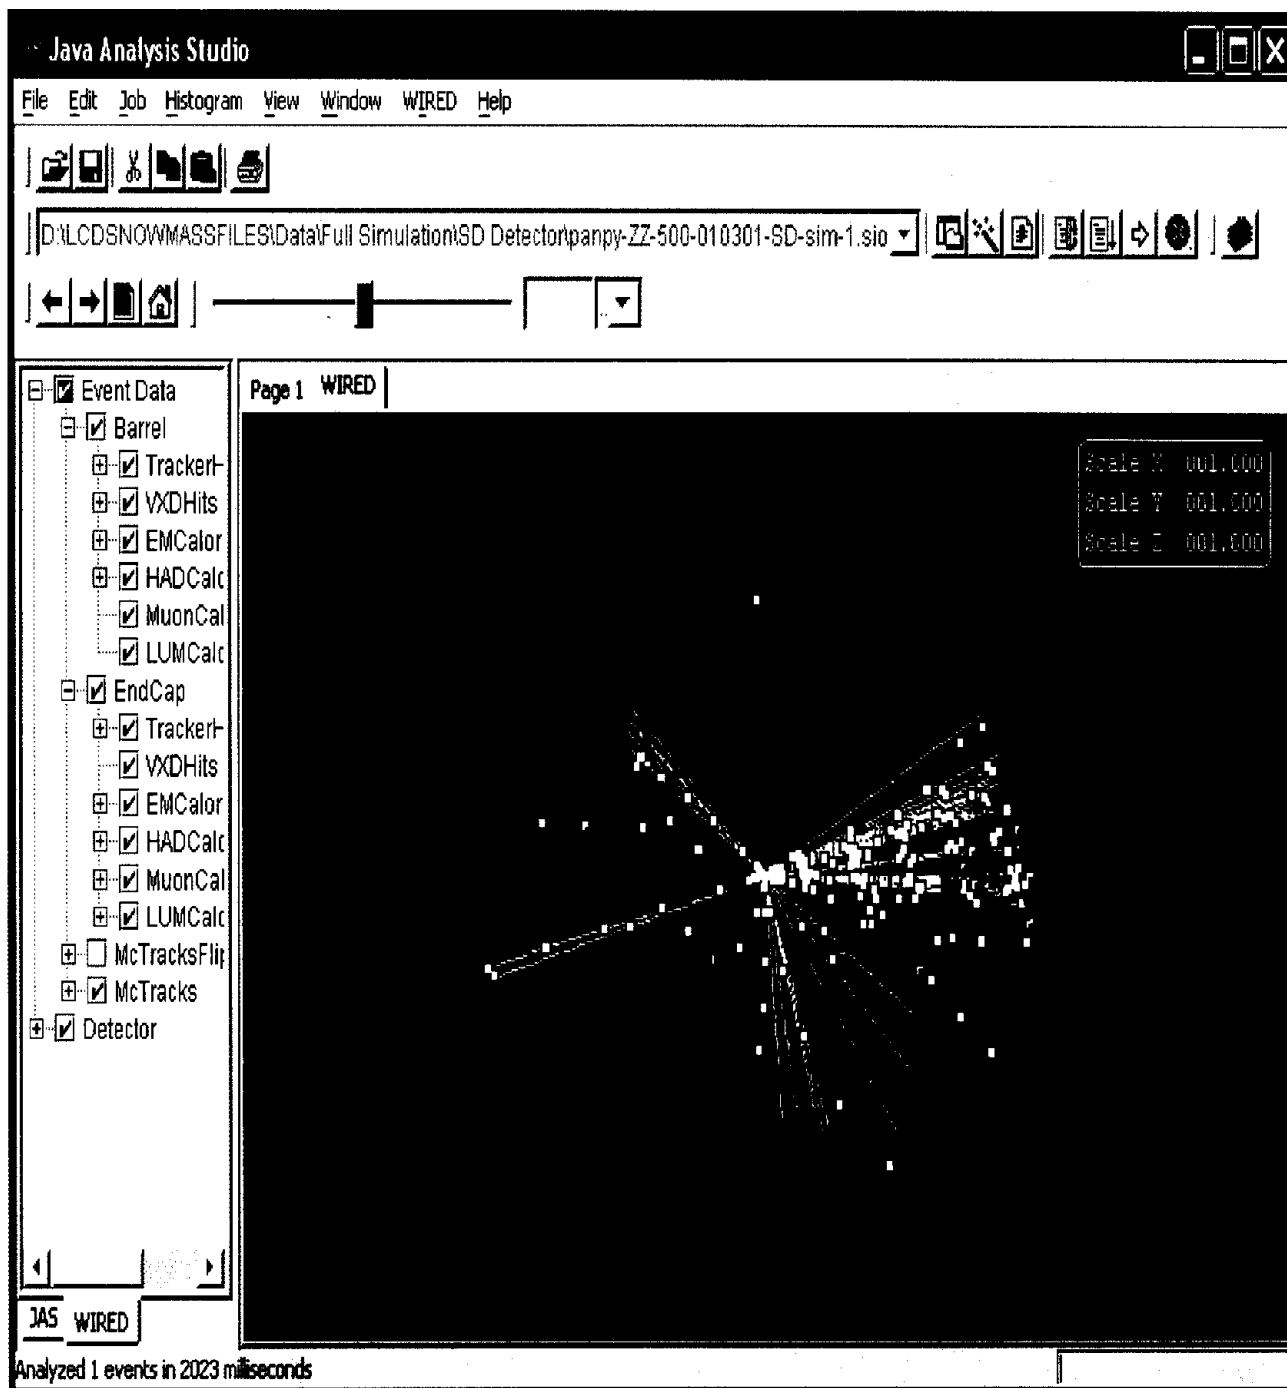 Java Analysis Studio
File Edit Job Histogram View Window WIRED Help
D:\LCDSNOWMASSFILES\Data\Full Simulation\SD Detector\panpy-ZZ-500-010301-SD-sim-1.sio
Event Data
Barrel
TrackerH
VXDHits
EMCalor
HADCalc
MuonCal
LUMCalc
EndCap
TrackerH
VXDHits
EMCalor
HADCalc
MuonCal
LUMCalc
McTracksFlip
McTracks
Detector
JAS WIRED
Page 1 WIRED
Scale X 001.000
Scale Y 001.000
Scale Z 001.000
Analyzed 1 events in 2023 milliseconds